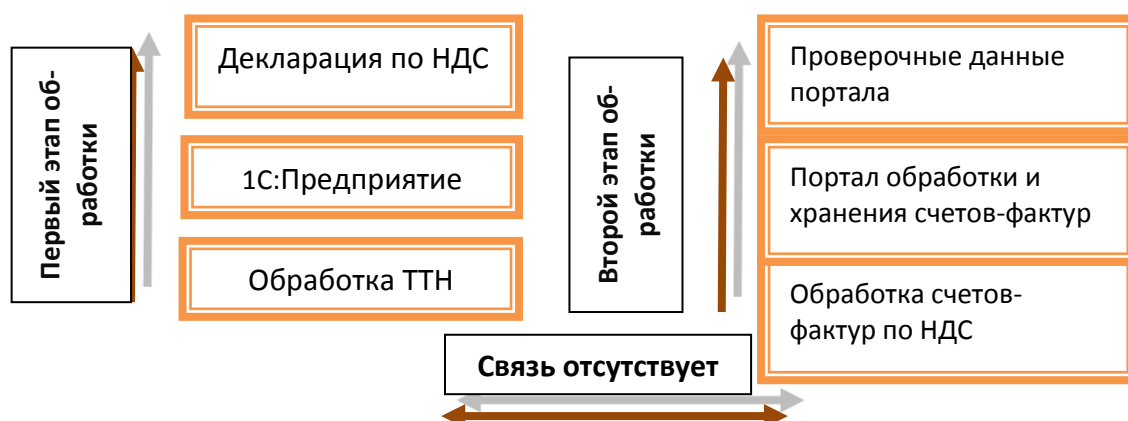 Первый этап об-
работки
Декларация по НДС
1С:Предприятие
Обработка ТТН
Второй этап об-
работки
Проверочные данные
портала
Портал обработки и
хранения счетов-фактур
Обработка счетов-
фактур по НДС
Связь отсутствует